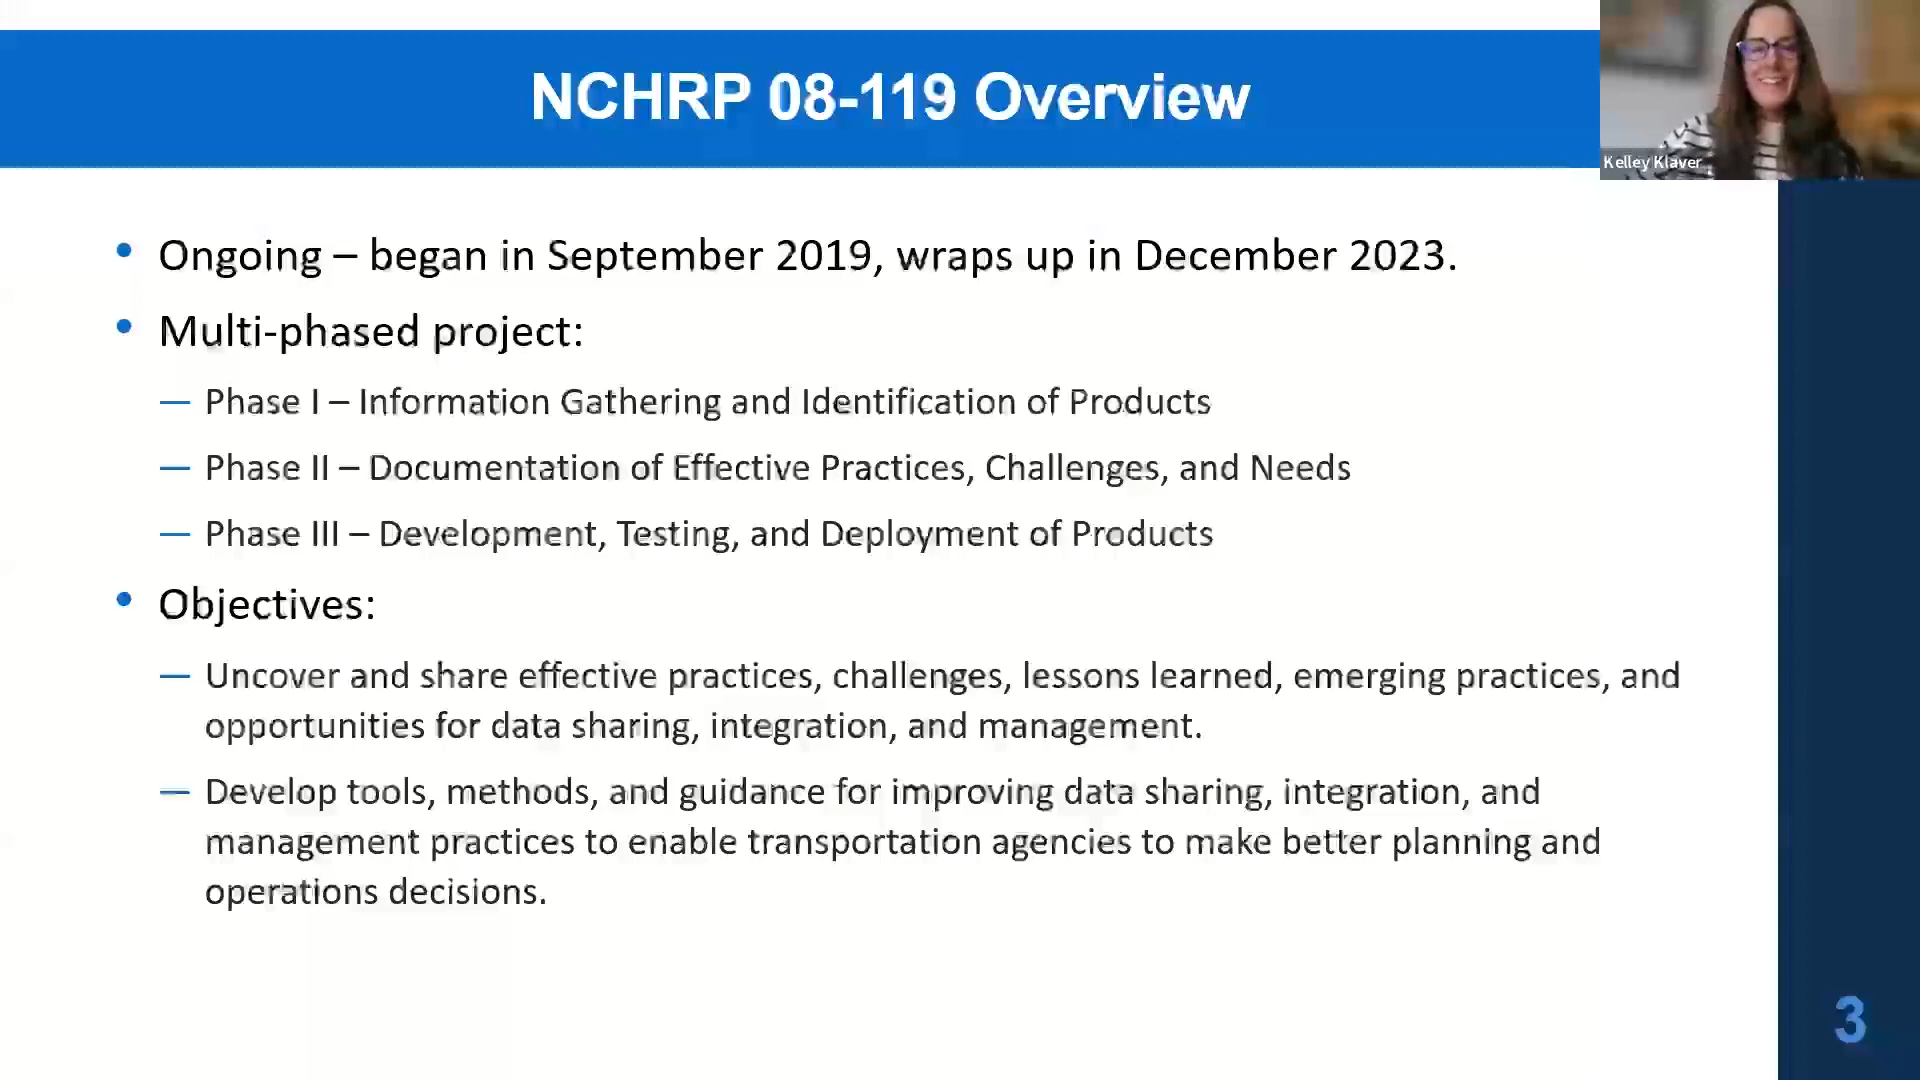 NCHRP 08-119 Overview
Kelley Klaver
• Ongoing – began in September 2019, wraps up in December 2023.
• Multi-phased project:
— Phase I – Information Gathering and Identification of Products
— Phase II – Documentation of Effective Practices, Challenges, and Needs
— Phase III – Development, Testing, and Deployment of Products
• Objectives:
— Uncover and share effective practices, challenges, lessons learned, emerging practices, and
opportunities for data sharing, integration, and management.
— Develop tools, methods, and guidance for improving data sharing, integration, and
management practices to enable transportation agencies to make better planning and
operations decisions.
3